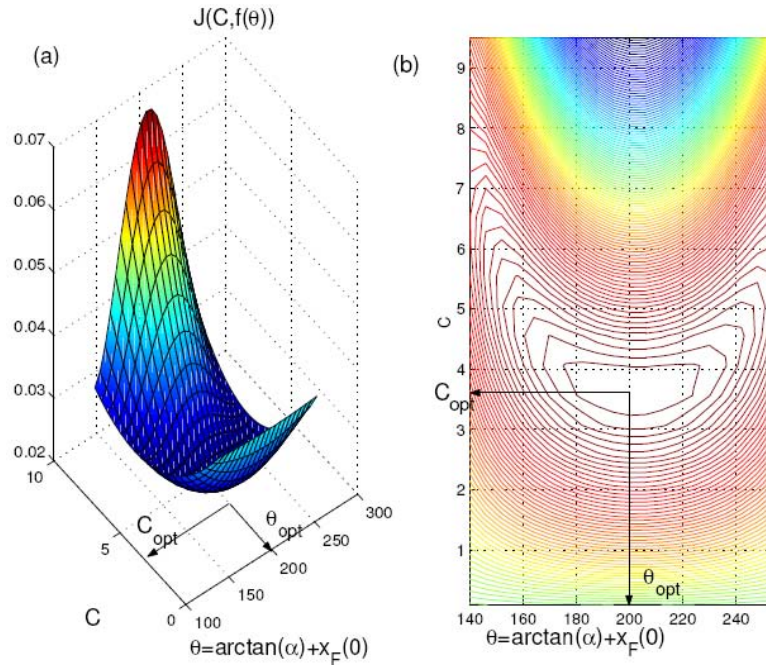 J(C,f(θ))
(a)
0.07
0.06
0.05
0.04
0.03
0.02
10
5
0
C
100
150
200
250
300
C_opt
θ_opt
θ=arctan(α)+x_F(0)
(b)
9
8
7
6
5
4
3
2
1
C
C_opt
θ_opt
140
160
180
200
220
240
θ=arctan(α)+x_F(0)